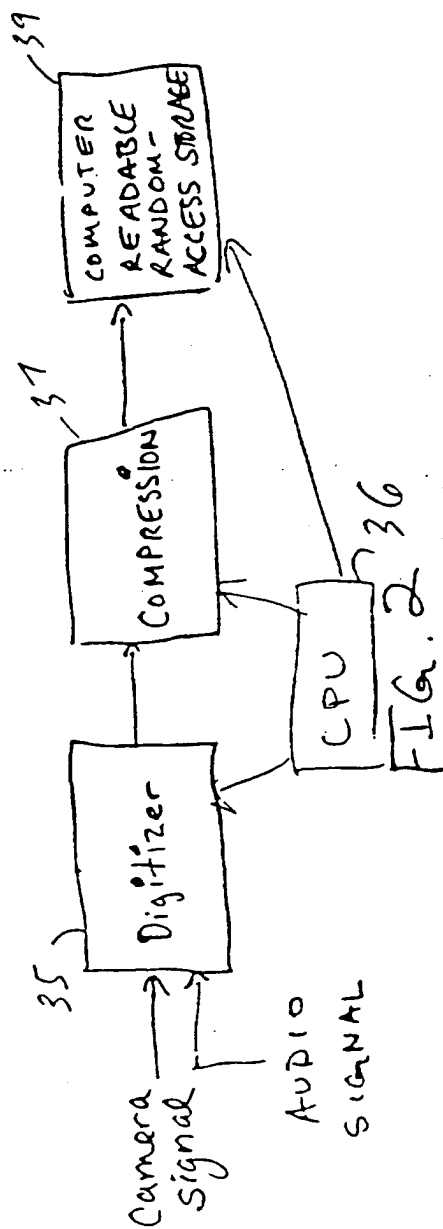 Camera
signal
AUDIO
SIGNAL
35
Digitizer
37
COMPRESSION
39
COMPUTER
READABLE
RANDOM-
ACCESS STORAGE
CPU
36
FIG. 2